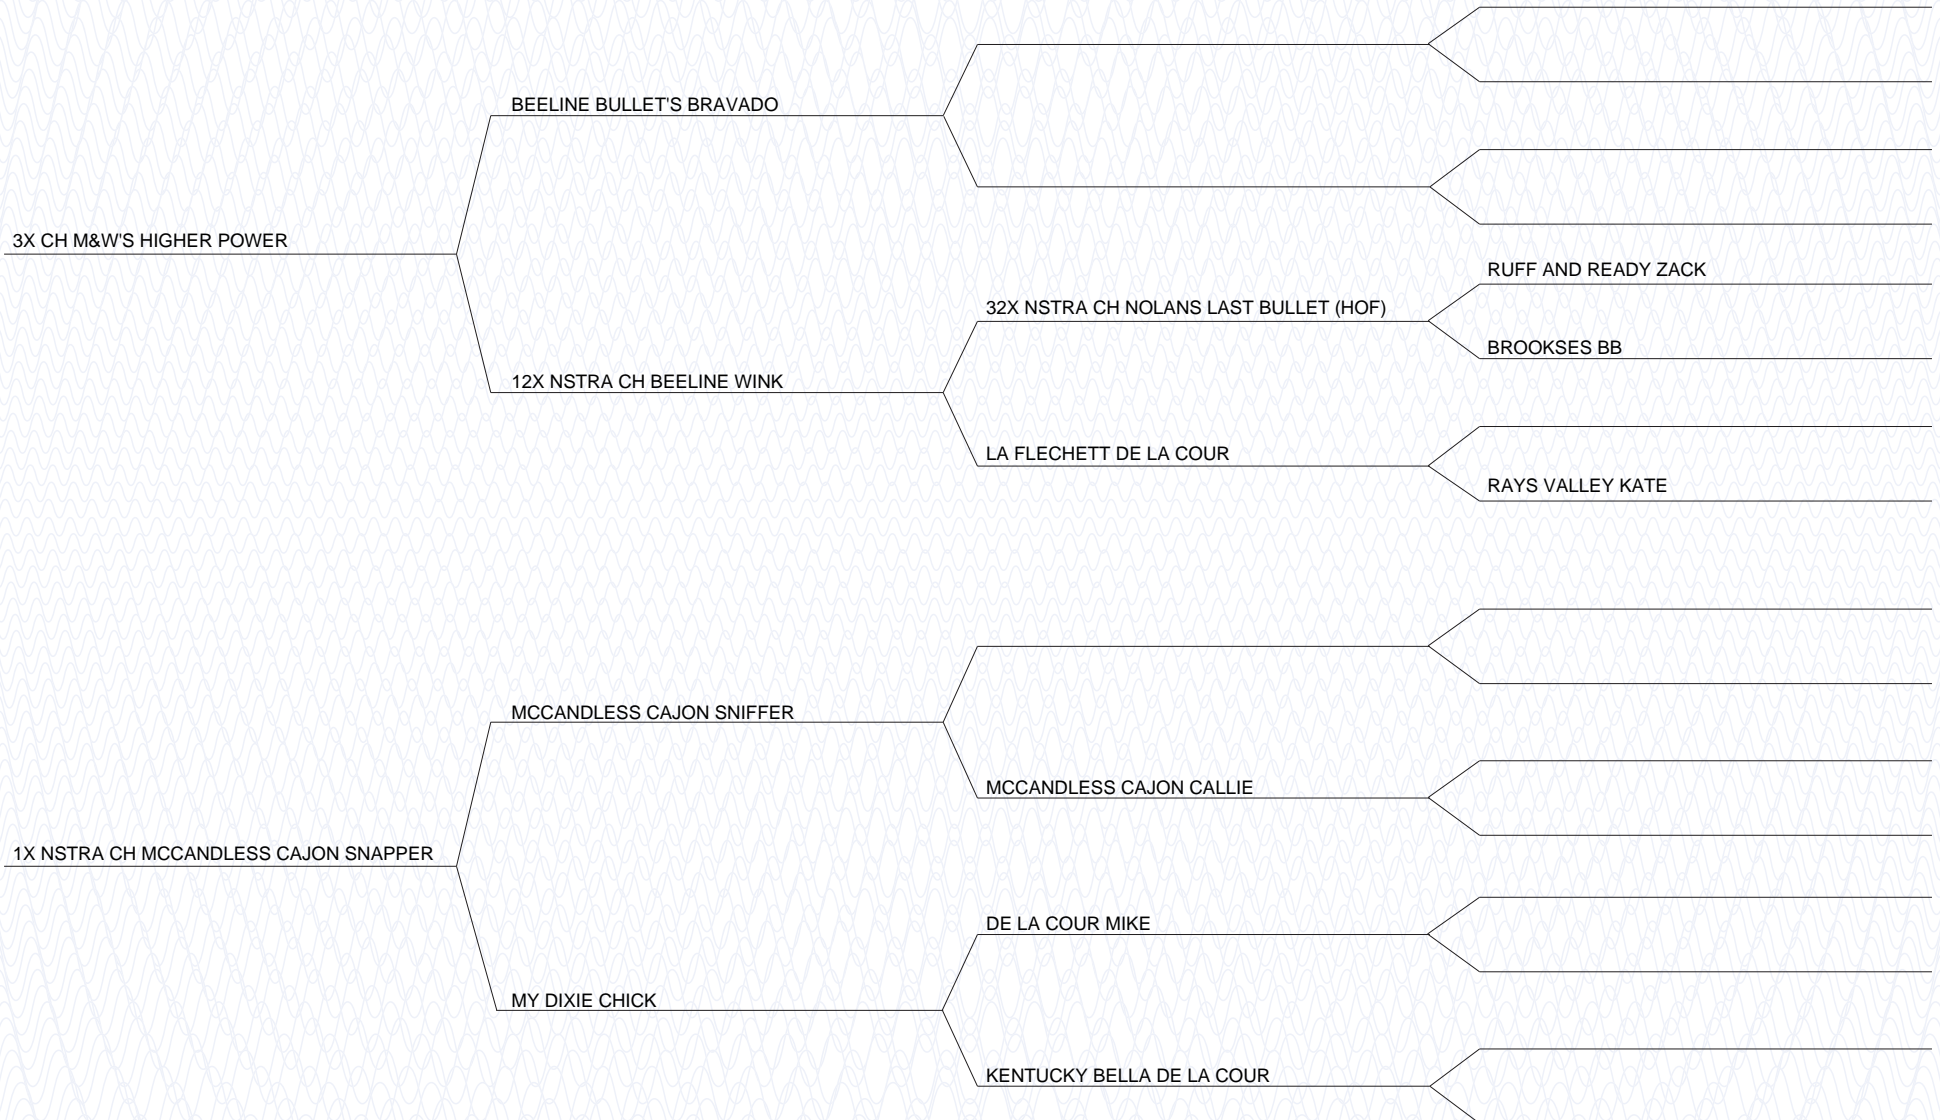 BEELINE BULLET'S BRAVADO
3X CH M&W'S HIGHER POWER
RUFF AND READY ZACK
32X NSTRA CH NOLANS LAST BULLET (HOF)
BROOKSES BB
12X NSTRA CH BEELINE WINK
LA FLECHETT DE LA COUR
RAYS VALLEY KATE
MCCANDLESS CAJON SNIFFER
MCCANDLESS CAJON CALLIE
1X NSTRA CH MCCANDLESS CAJON SNAPPER
DE LA COUR MIKE
MY DIXIE CHICK
KENTUCKY BELLA DE LA COUR